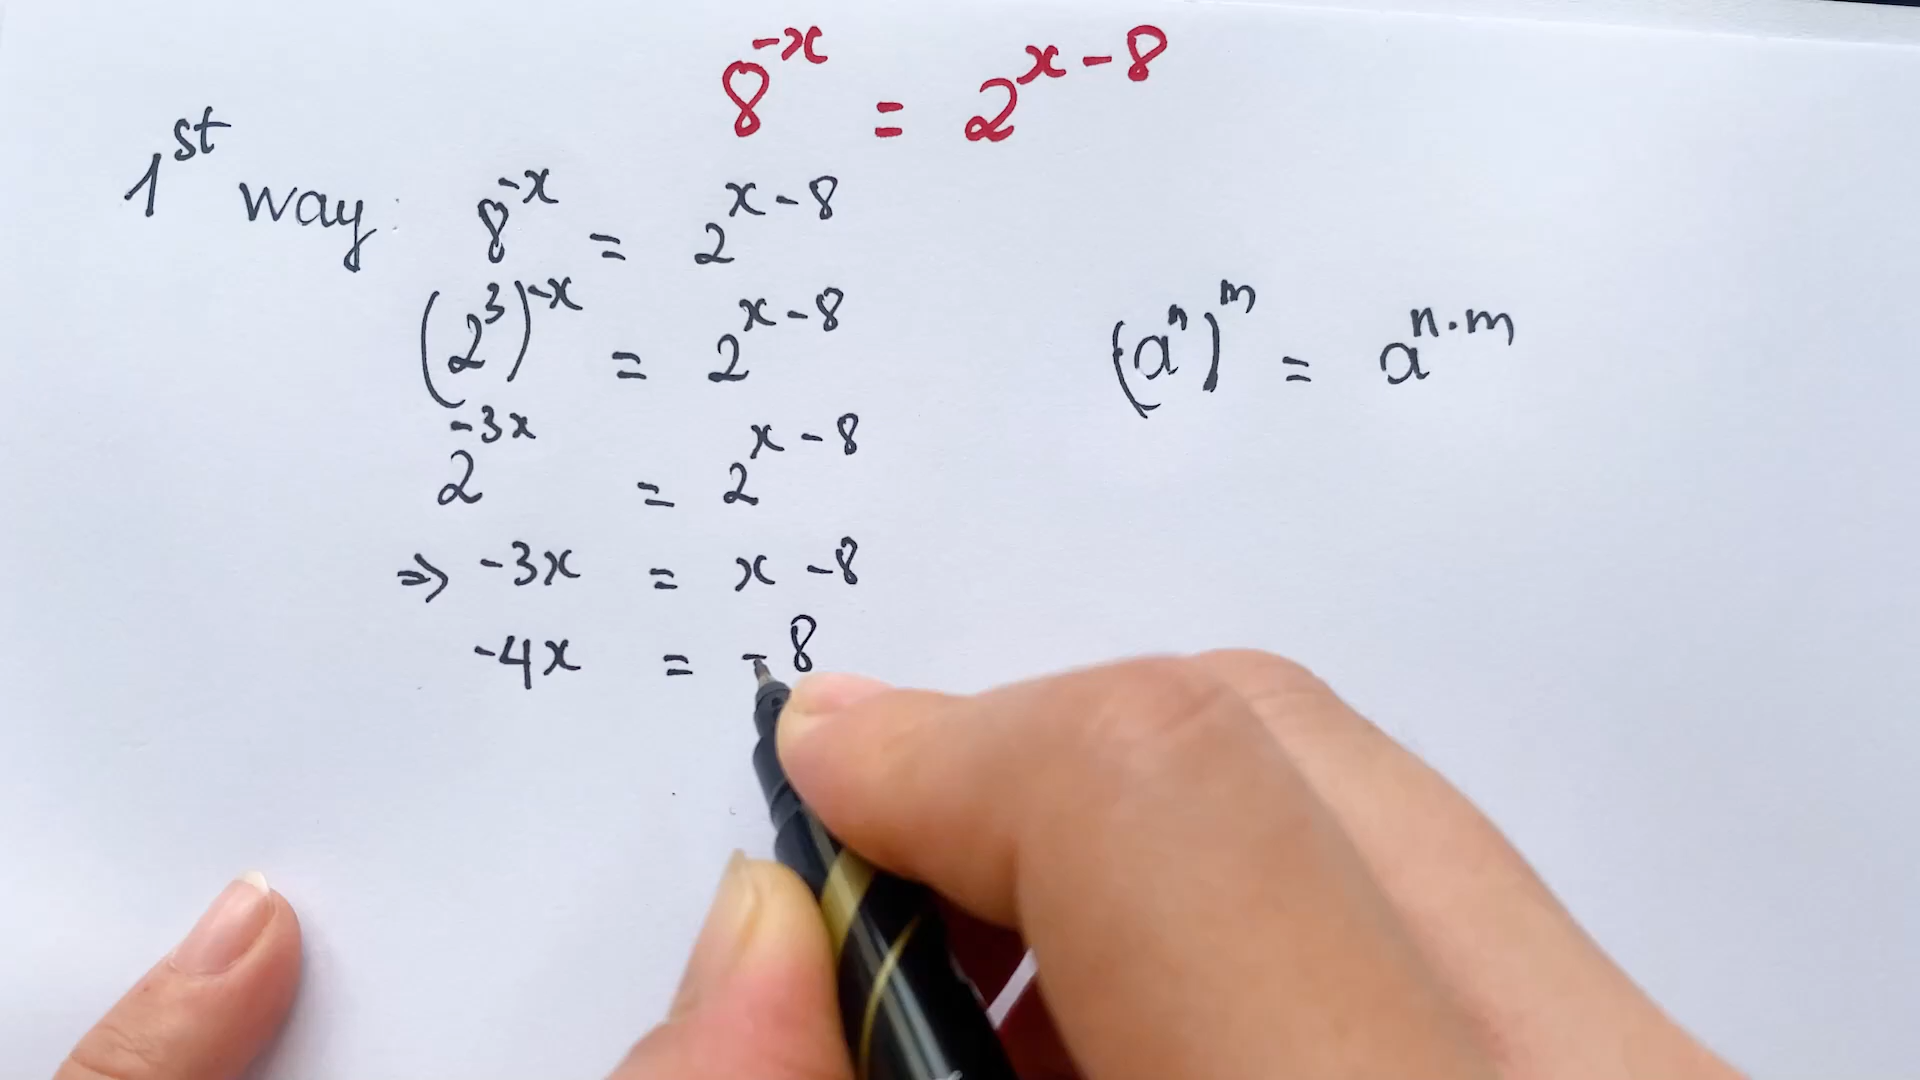 8^{-x} = 2^{x-8}
1^{st} way: 8^{-x} = 2^{x-8}
(2^3)^{-x} = 2^{x-8}
(a^n)^m = a^{n·m}
2^{-3x} = 2^{x-8}
⇒ -3x = x - 8
-4x = -8